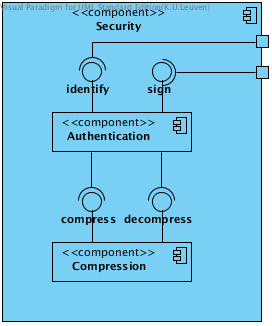 Visual Paradigm for UML Standard Edition(K.U.Leuven)
<<component>>
Security
identify sign
<<component>>
Authentication
compress decompress
<<component>>
Compression